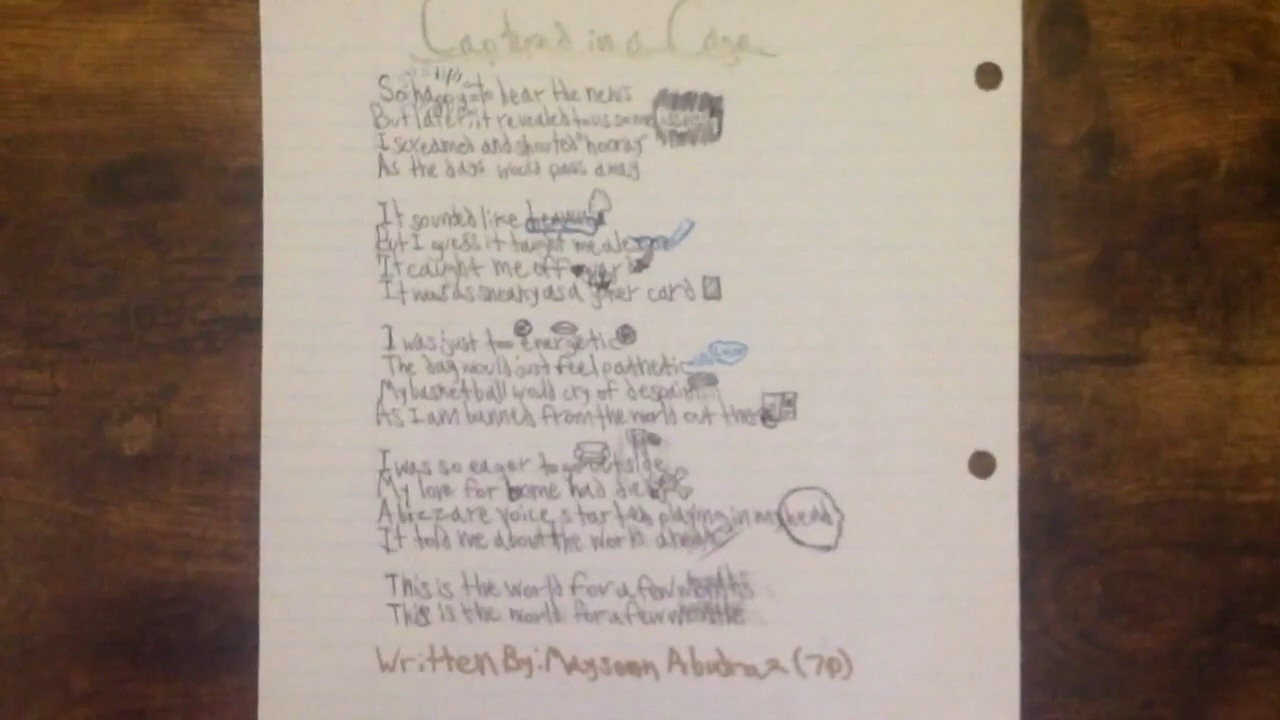 Captered in a Cage
So happy to hear the news
But later, it revealed to us some
I screamed and shouted "hooray"
As the days would pass away
It sounded like heaven
But I guess it taught me a lesson
It caught me off guard
It was as sneaky as a joker card
I was just too energetic
The day would just feel pathetic
My basketball would cry of despair
As I am banned from the world out there
I was so eager to go outside
My love for home had died
A bizzare voice started playing in my head
It told me about the world ahead
This is the world for a few months
This is the world for a few months
Written By: Maysoon